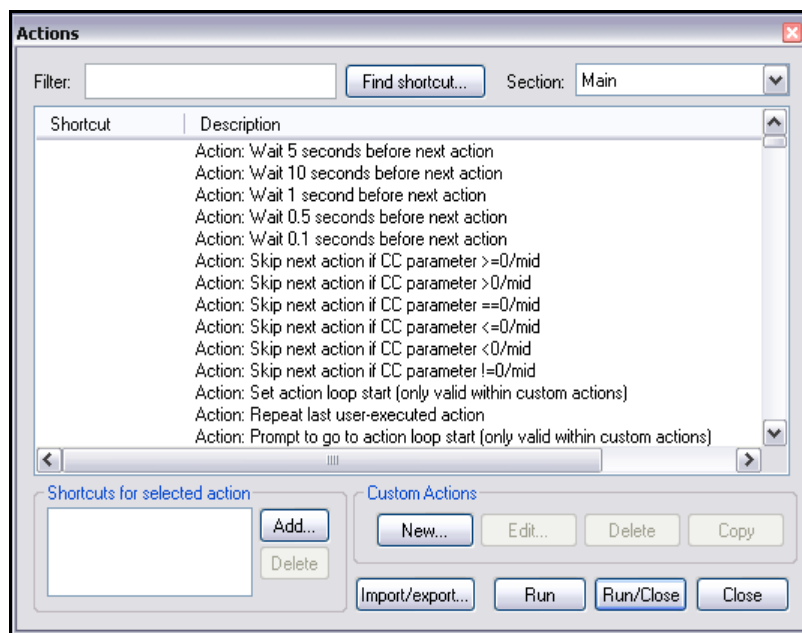 Actions
Filter: Find shortcut... Section: Main
Shortcut Description
Action: Wait 5 seconds before next action
Action: Wait 10 seconds before next action
Action: Wait 1 second before next action
Action: Wait 0.5 seconds before next action
Action: Wait 0.1 seconds before next action
Action: Skip next action if CC parameter >=0/mid
Action: Skip next action if CC parameter >0/mid
Action: Skip next action if CC parameter ==0/mid
Action: Skip next action if CC parameter <=0/mid
Action: Skip next action if CC parameter <0/mid
Action: Skip next action if CC parameter !=0/mid
Action: Set action loop start (only valid within custom actions)
Action: Repeat last user-executed action
Action: Prompt to go to action loop start (only valid within custom actions)
Shortcuts for selected action Custom Actions
Add... New... Edit... Delete Copy
Delete
Import/export... Run Run/Close Close